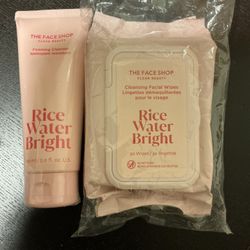 THE FACE SHOP
CLEAN BEAUTY
Foaming Cleanser
Rice
Water
Bright
THE FACE SHOP
CLEAN BEAUTY
Cleansing Facial Wipes
Lingettes démaquillantes
pour le visage
Rice
Water
Bright